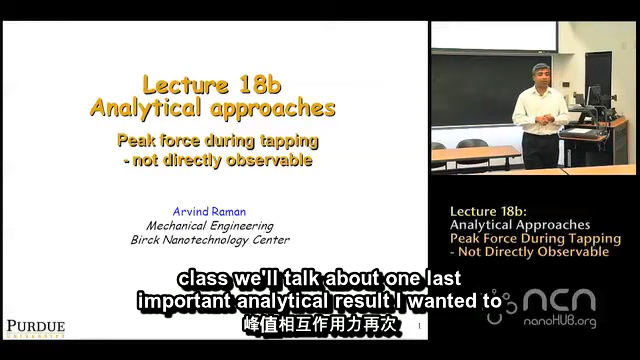 Lecture 18b
Analytical approaches
Peak force during tapping
- not directly observable
Arvind Raman
Mechanical Engineering
Birck Nanotechnology Center
PURDUE
UNIVERSITY
1
Lecture 18b:
Analytical Approaches
Peak Force During Tapping
- Not Directly Observable
ncn
nanoHUB.org
class we'll talk about one last
important analytical result I wanted to
峰值相互作用力再次